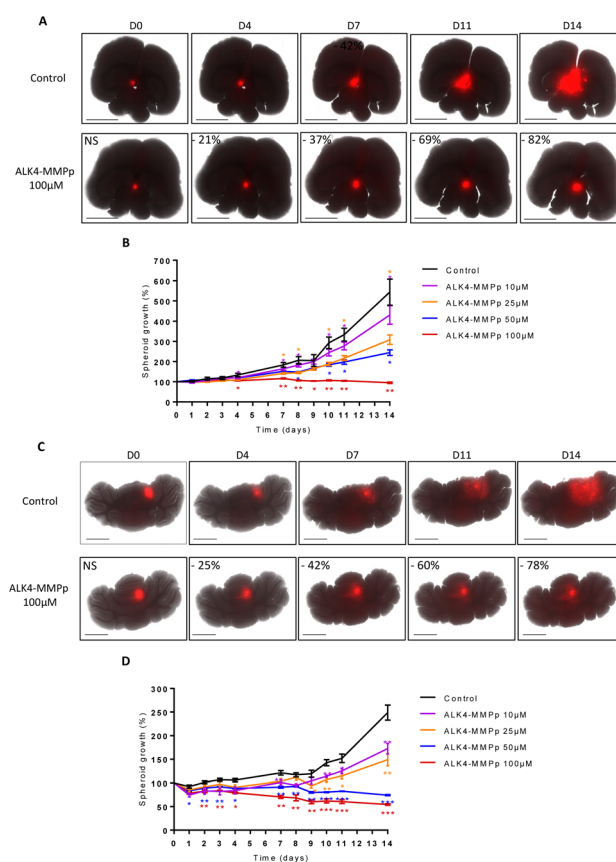 A
D0 D4 D7 D11 D14
- 42%
Control
NS - 21% - 37% - 69% - 82%
ALK4-MMPp
100µM
B
700
600
500
400
300
200
100
0
Spheroid growth (%)
0 1 2 3 4 5 6 7 8 9 10 11 12 13 14
Time (days)
Control
ALK4-MMPp 10µM
ALK4-MMPp 25µM
ALK4-MMPp 50µM
ALK4-MMPp 100µM
* * * * *
* * * *
* ** ** * ** ** **
C
D0 D4 D7 D11 D14
Control
NS - 25% - 42% - 60% - 78%
ALK4-MMPp
100µM
D
300
250
200
150
100
50
0
Spheroid growth (%)
0 1 2 3 4 5 6 7 8 9 10 11 12 13 14
Time (days)
Control
ALK4-MMPp 10µM
ALK4-MMPp 25µM
ALK4-MMPp 50µM
ALK4-MMPp 100µM